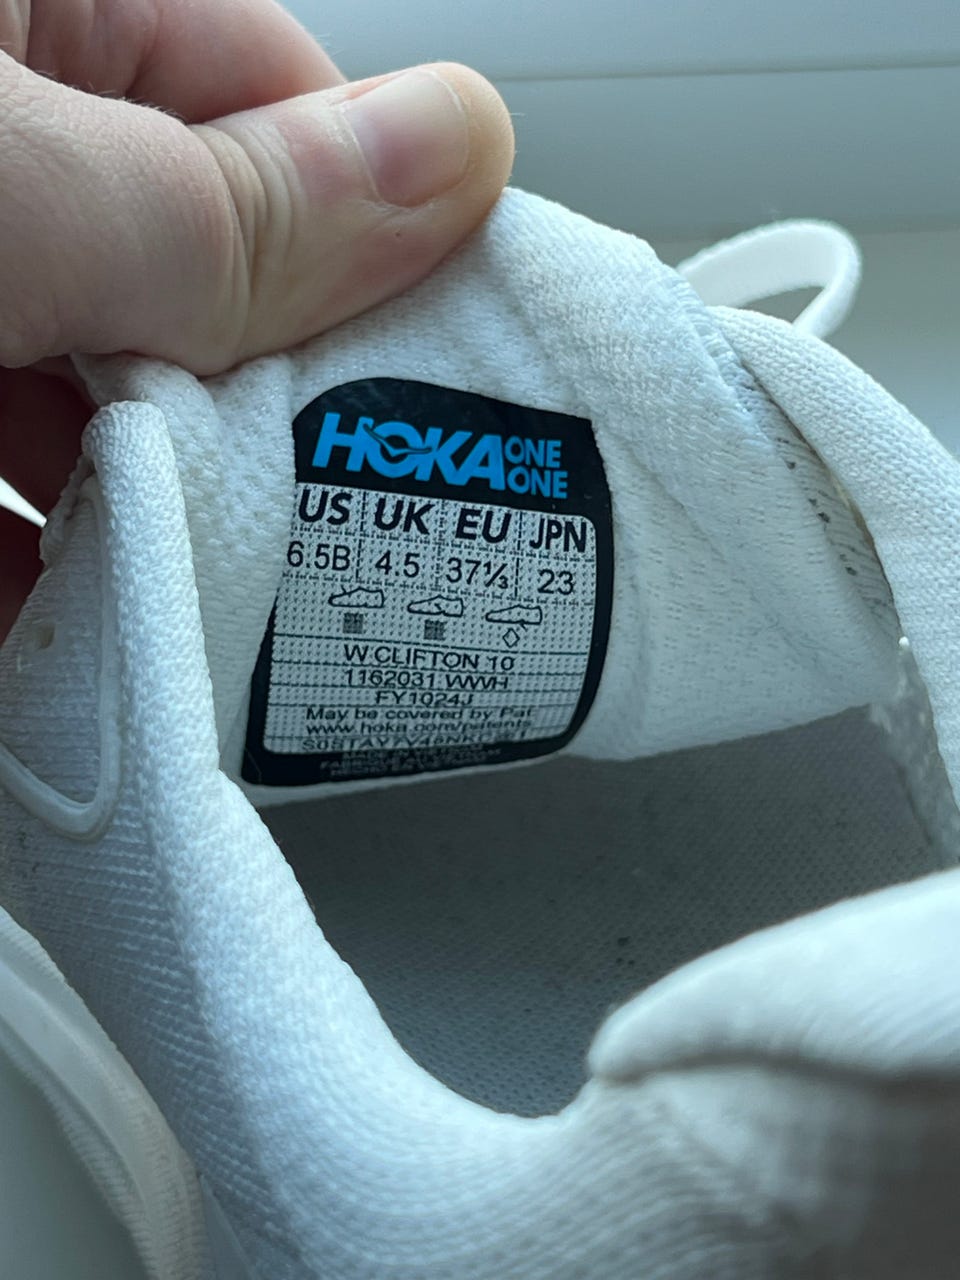 HOKA ONE ONE
US UK EU JPN
6.5B 4.5 37⅓ 23
W CLIFTON 10
1162031 WWH
FY1024J
May be covered by Pat
www.hoka.com/patents